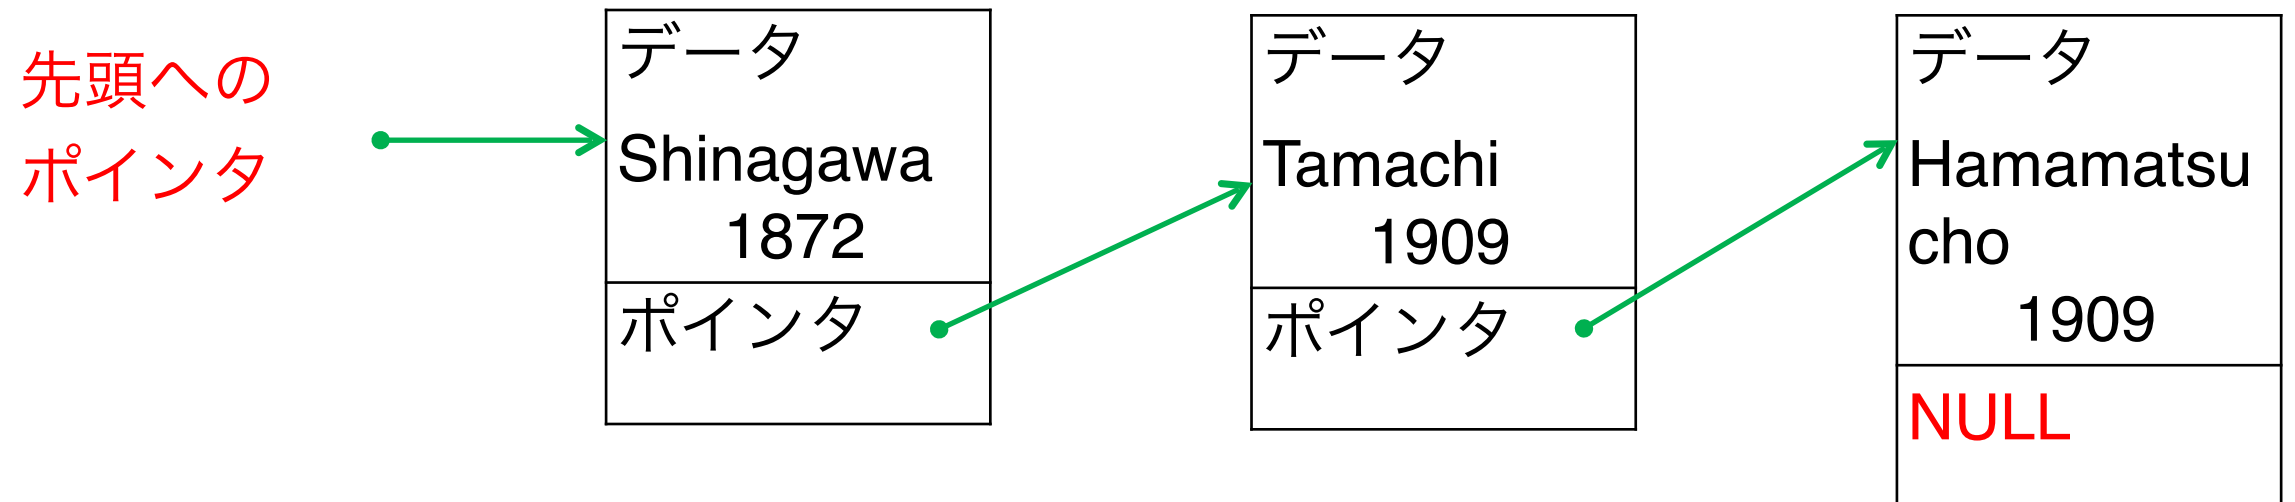 先頭への
ポインタ
データ
Shinagawa
1872
ポインタ
データ
Tamachi
1909
ポインタ
データ
Hamamatsu
cho
1909
NULL